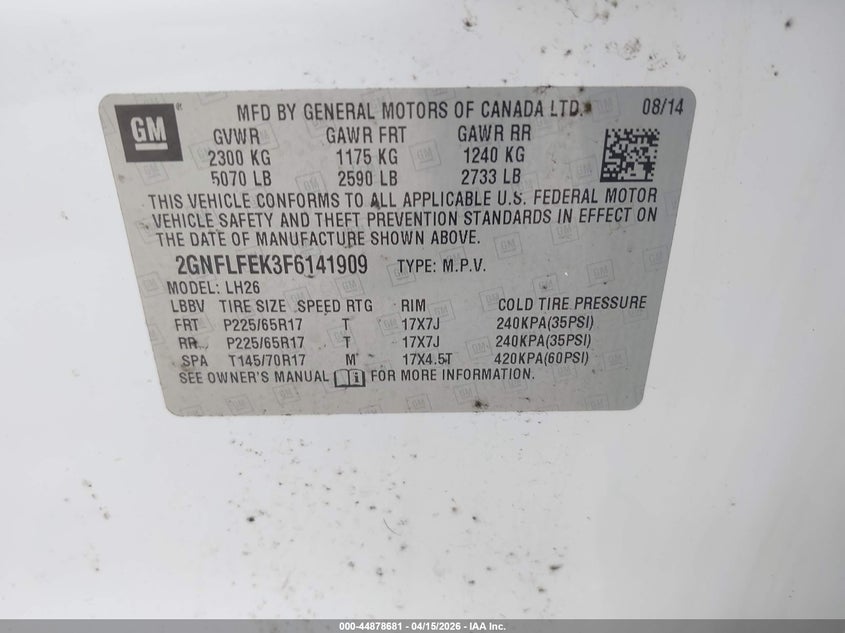 GM ® MFD BY GENERAL MOTORS OF CANADA LTD. 08/14
GVWR GAWR FRT GAWR RR
2300 KG 1175 KG 1240 KG
5070 LB 2590 LB 2733 LB
THIS VEHICLE CONFORMS TO ALL APPLICABLE U.S. FEDERAL MOTOR
VEHICLE SAFETY AND THEFT PREVENTION STANDARDS IN EFFECT ON
THE DATE OF MANUFACTURE SHOWN ABOVE.
2GNFLFEK3F6141909 TYPE: M.P.V.
MODEL: LH26
LBBV TIRE SIZE SPEED RTG RIM COLD TIRE PRESSURE
FRT P225/65R17 T 17X7J 240KPA(35PSI)
RR P225/65R17 T 17X7J 240KPA(35PSI)
SPA T145/70R17 M 17X4.5T 420KPA(60PSI)
SEE OWNER'S MANUAL FOR MORE INFORMATION.
000-44878681 - 04/15/2026 - IAA Inc.